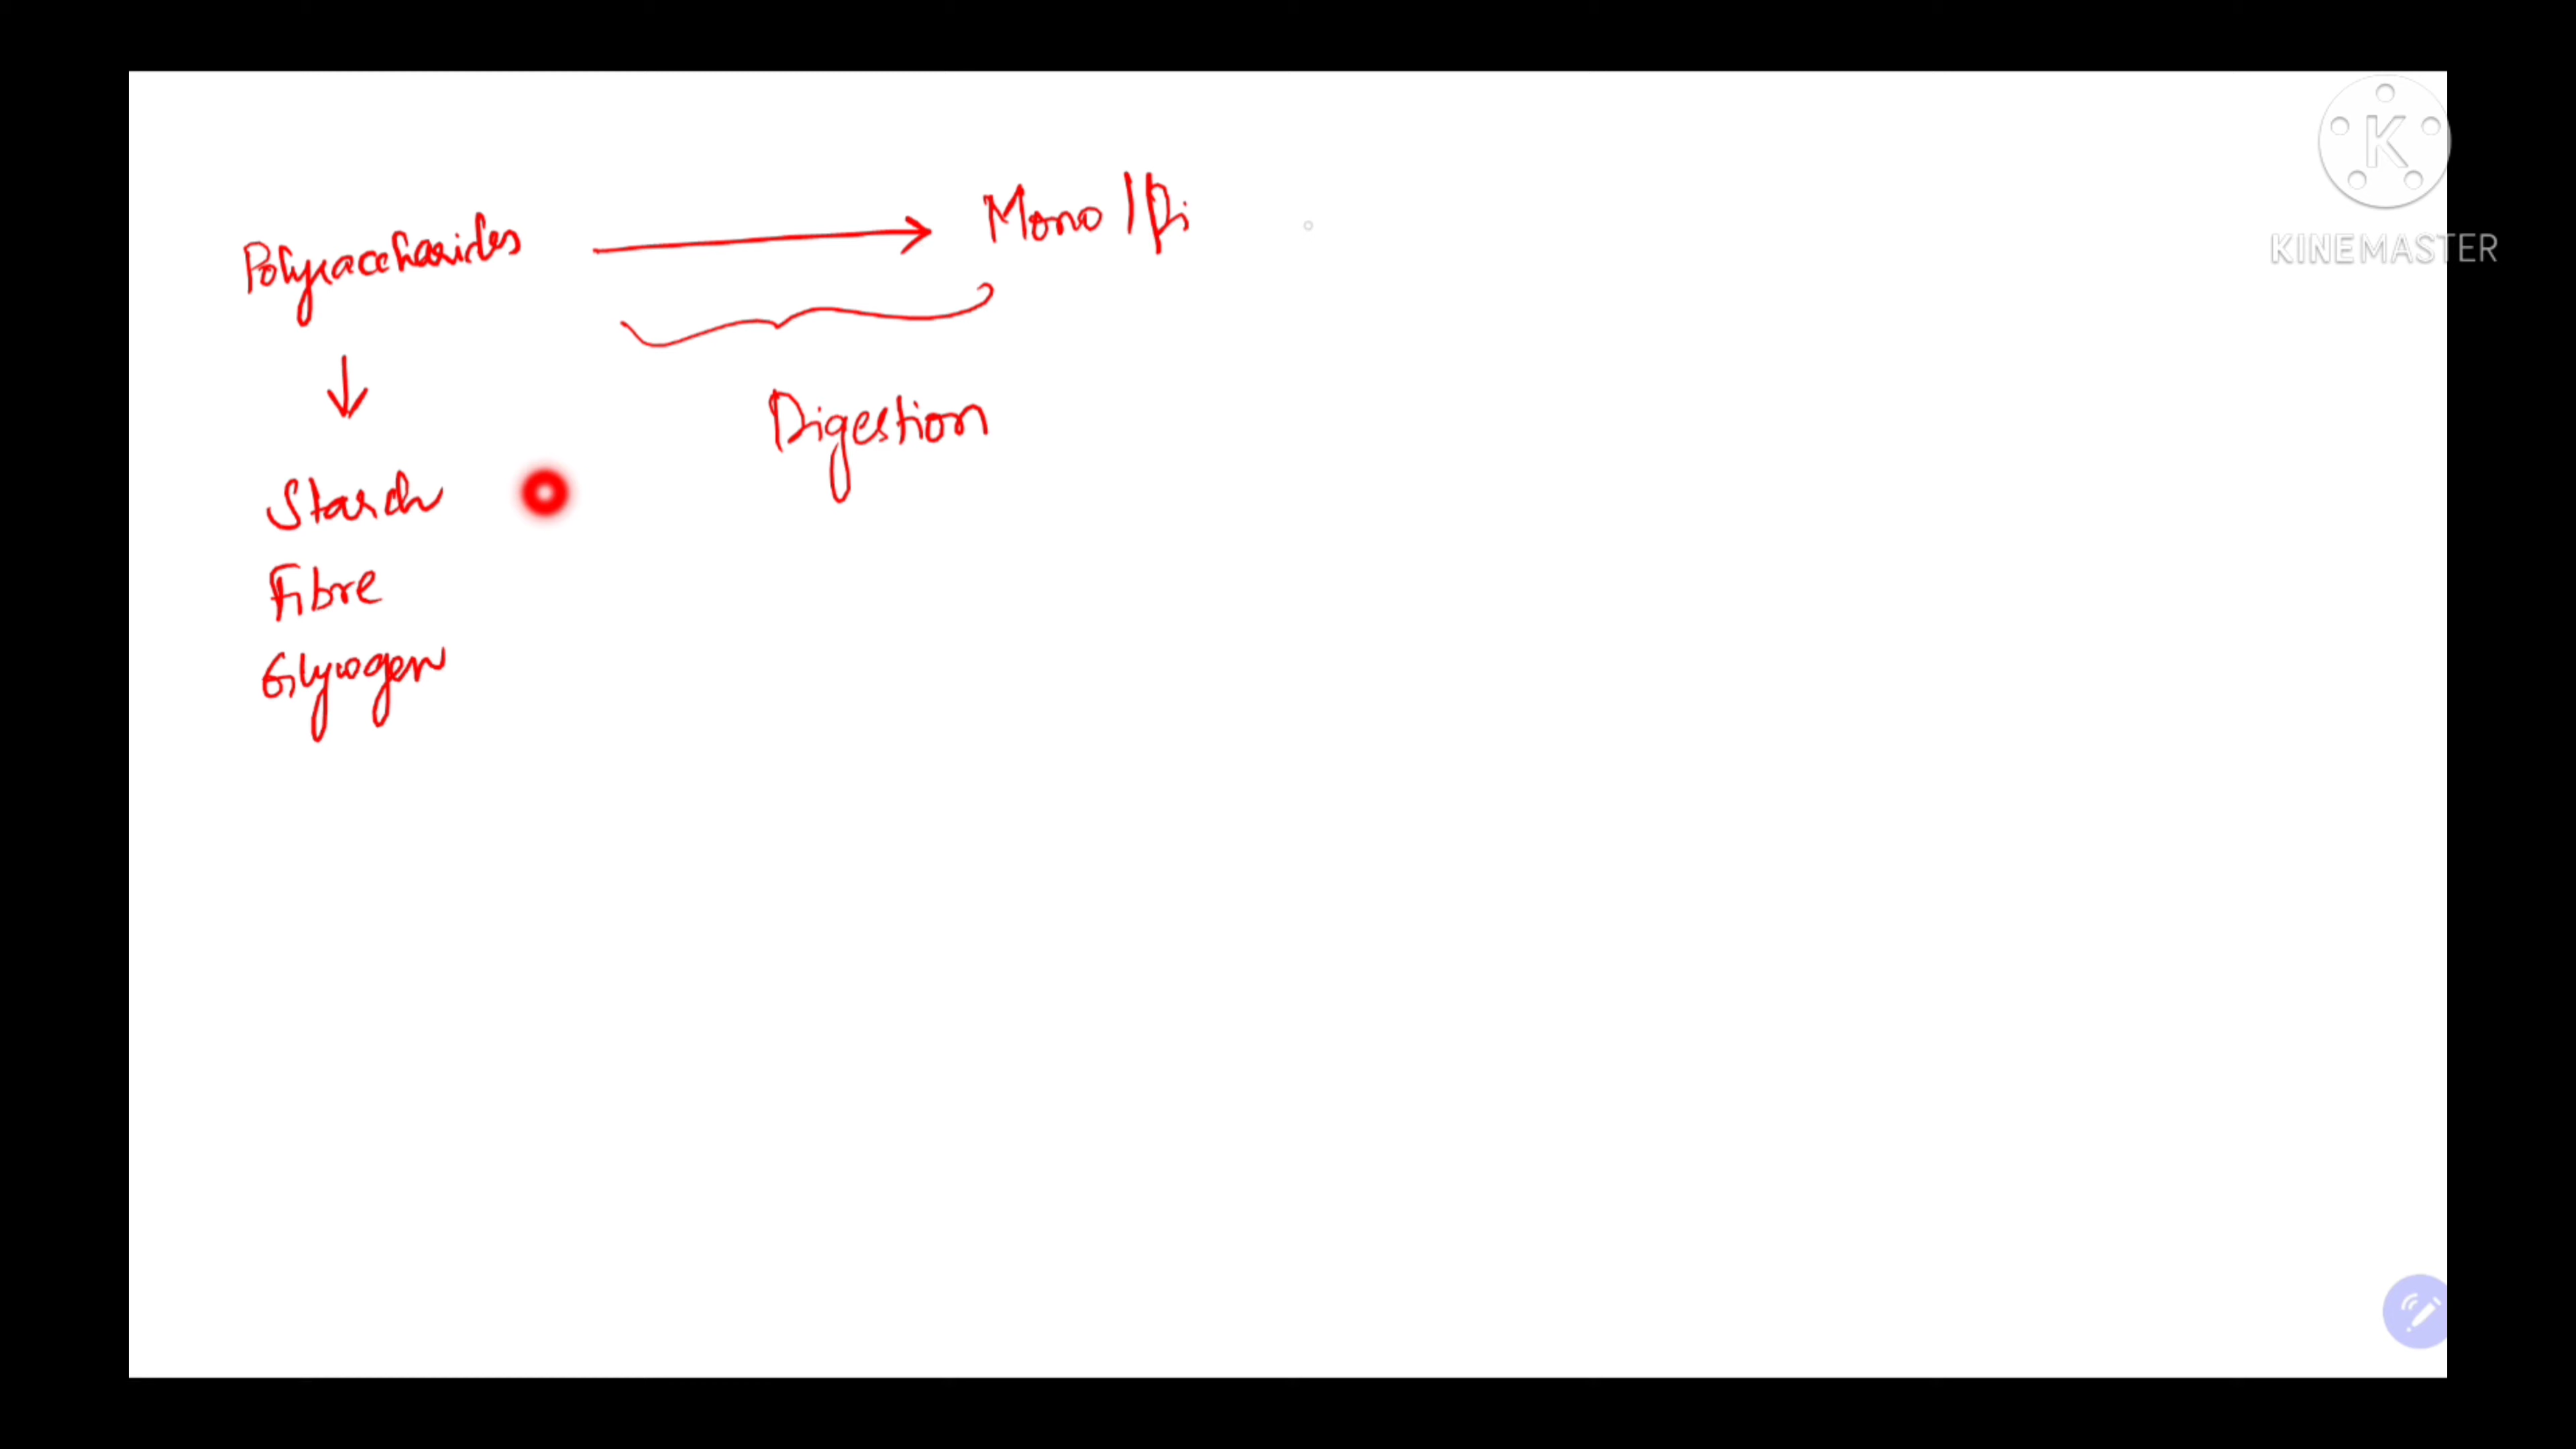 Polysaccharides → Mono / Di
Digestion
Starch
Fibre
Glycogen
K
KINEMASTER